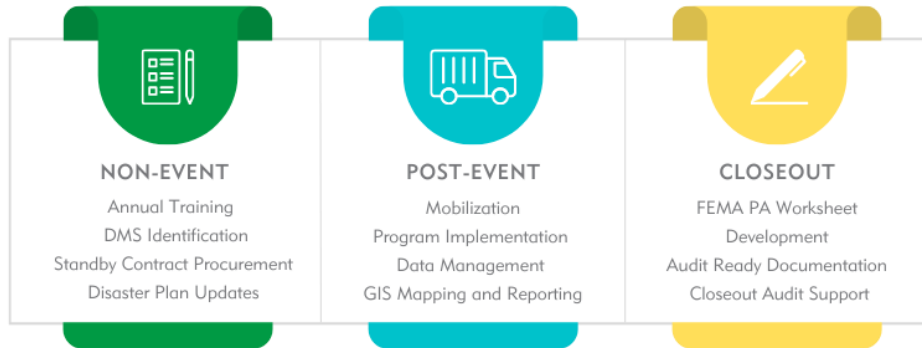 NON-EVENT
Annual Training
DMS Identification
Standby Contract Procurement
Disaster Plan Updates
POST-EVENT
Mobilization
Program Implementation
Data Management
GIS Mapping and Reporting
CLOSEOUT
FEMA PA Worksheet
Development
Audit Ready Documentation
Closeout Audit Support